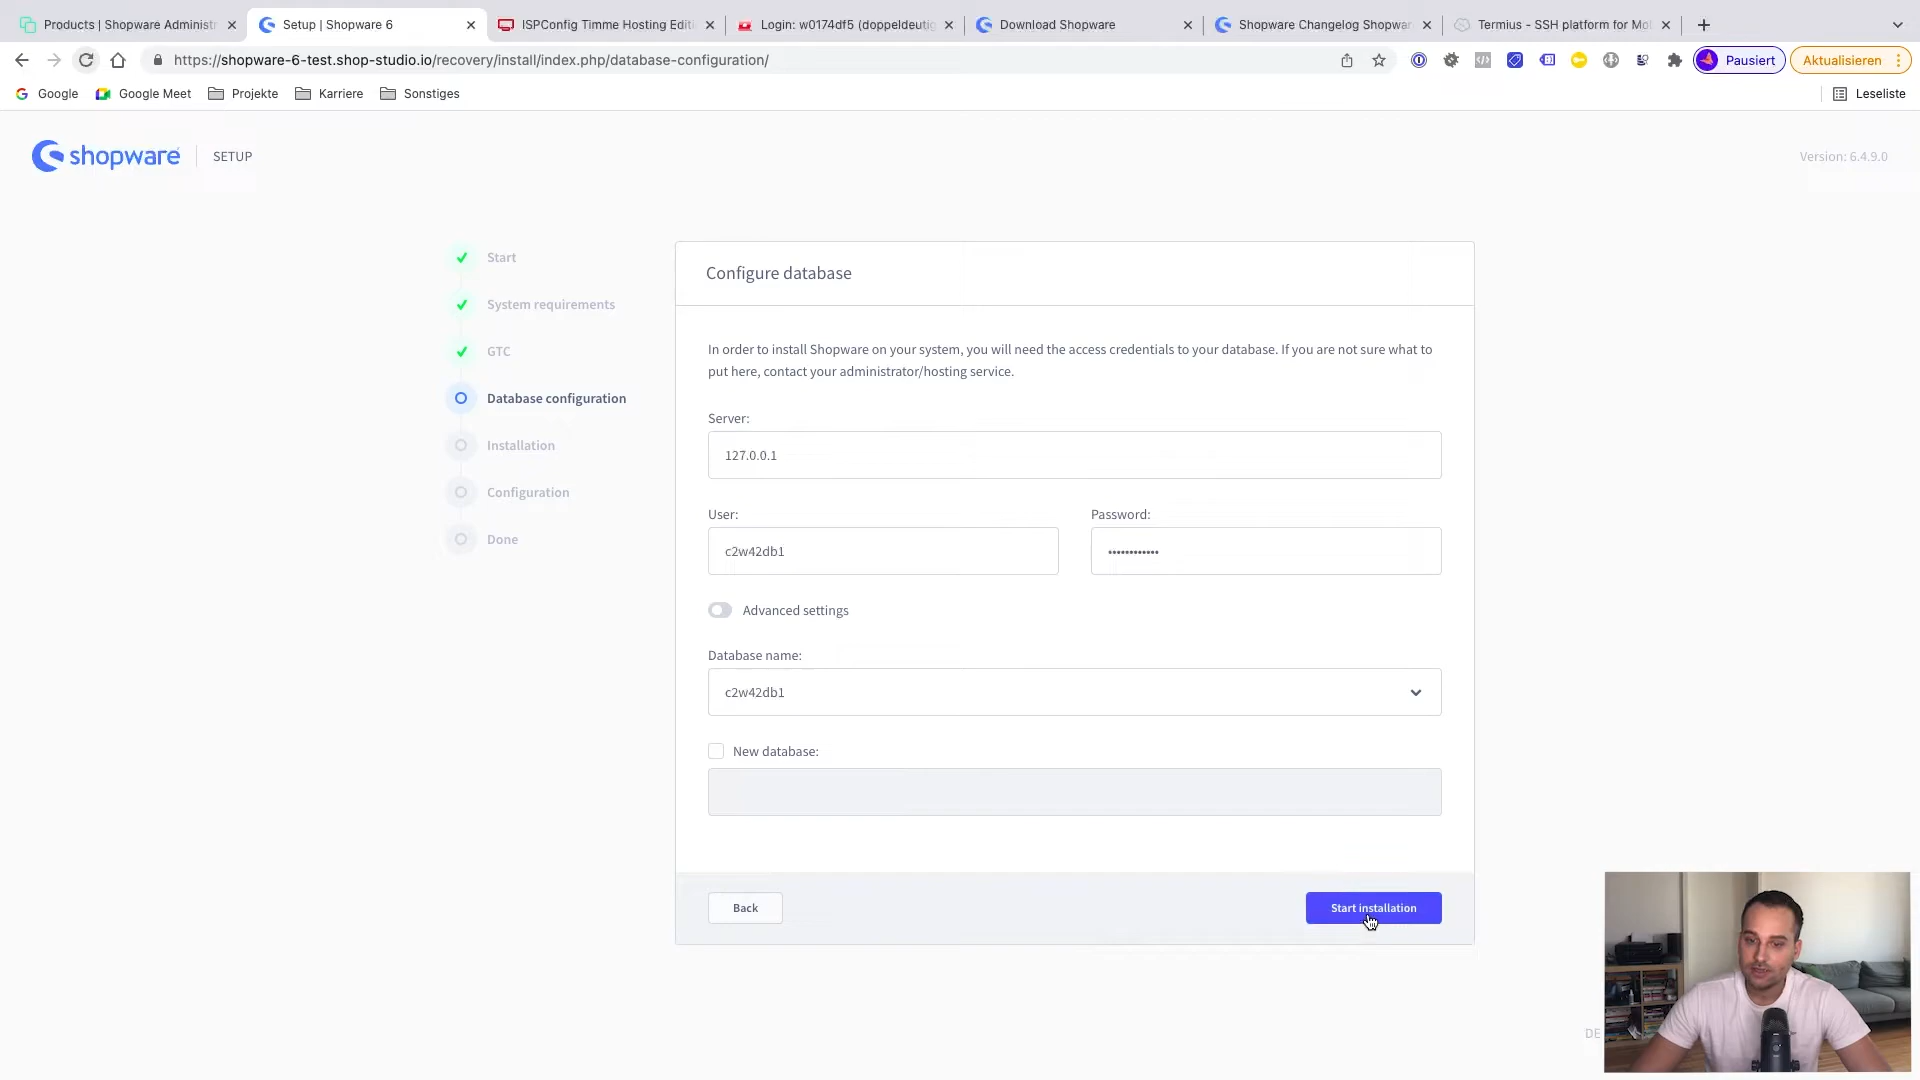 Products | Shopware Administr
Setup | Shopware 6
ISPConfig Timme Hosting Editi
Login: w0174df5 (doppeldeutig
Download Shopware
Shopware Changelog Shopwar
Termius - SSH platform for Mo
https://shopware-6-test.shop-studio.io/recovery/install/index.php/database-configuration/
Pausiert
Aktualisieren
Google
Google Meet
Projekte
Karriere
Sonstiges
Leseliste
shopware
SETUP
Version: 6.4.9.0
Start
System requirements
GTC
Database configuration
Installation
Configuration
Done
Configure database
In order to install Shopware on your system, you will need the access credentials to your database. If you are not sure what to
put here, contact your administrator/hosting service.
Server:
127.0.0.1
User:
Password:
c2w42db1
••••••••••••
Advanced settings
Database name:
c2w42db1
New database:
Back
Start installation
DE